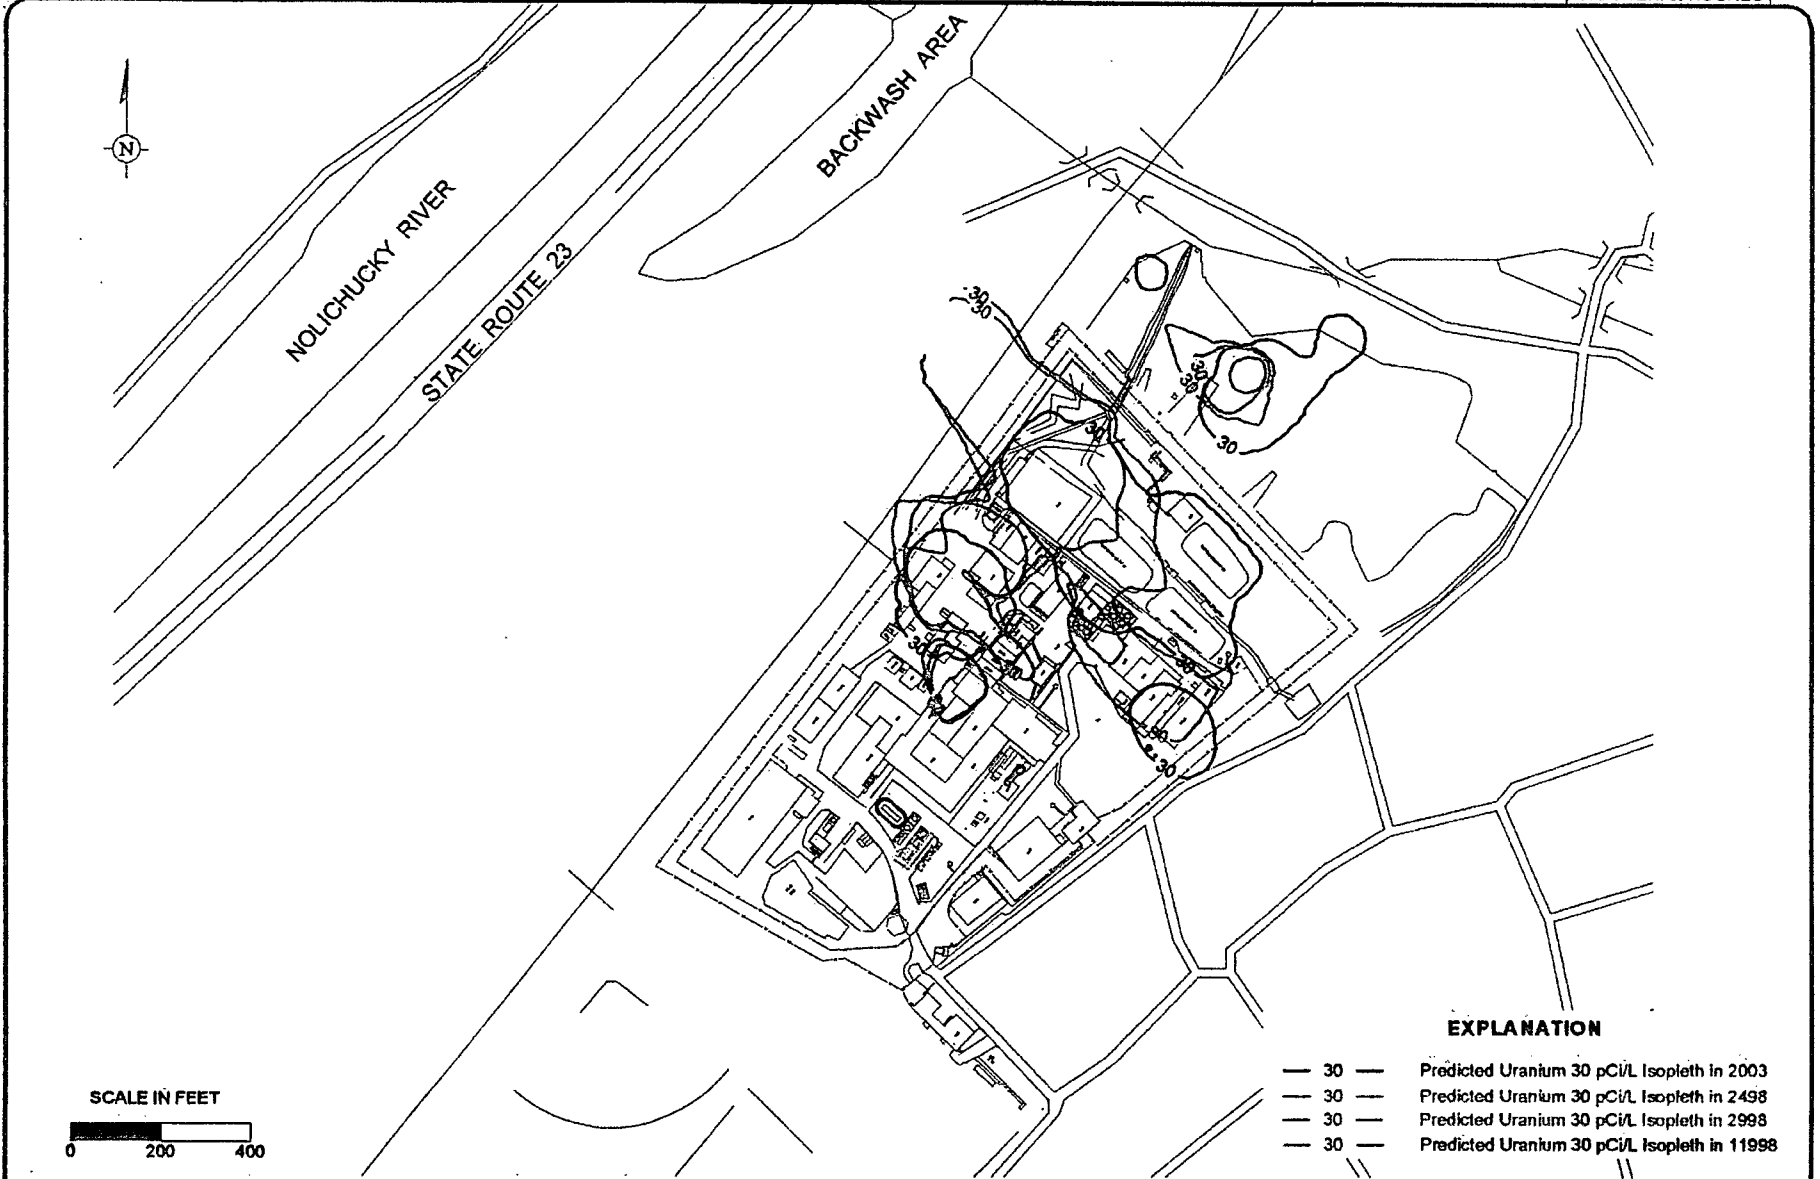 BACKWASH AREA
N
NOLICHUCKY RIVER
STATE ROUTE 23
30
30
30
30
30
30
30
30
30
30
EXPLANATION
30 Predicted Uranium 30 pCi/L Isopleth in 2003
30 Predicted Uranium 30 pCi/L Isopleth in 2498
30 Predicted Uranium 30 pCi/L Isopleth in 2998
30 Predicted Uranium 30 pCi/L Isopleth in 11998
SCALE IN FEET
0 200 400